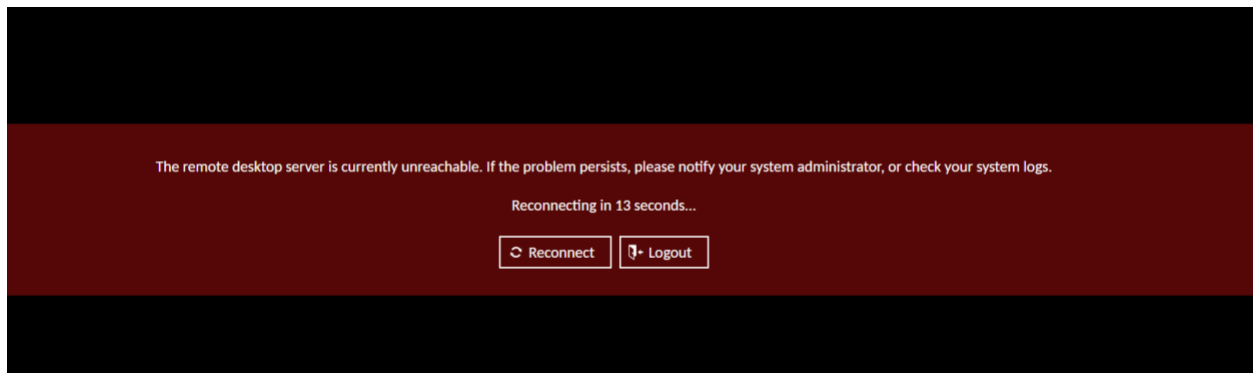 The remote desktop server is currently unreachable. If the problem persists, please notify your system administrator, or check your system logs.
Reconnecting in 13 seconds...
Reconnect Logout